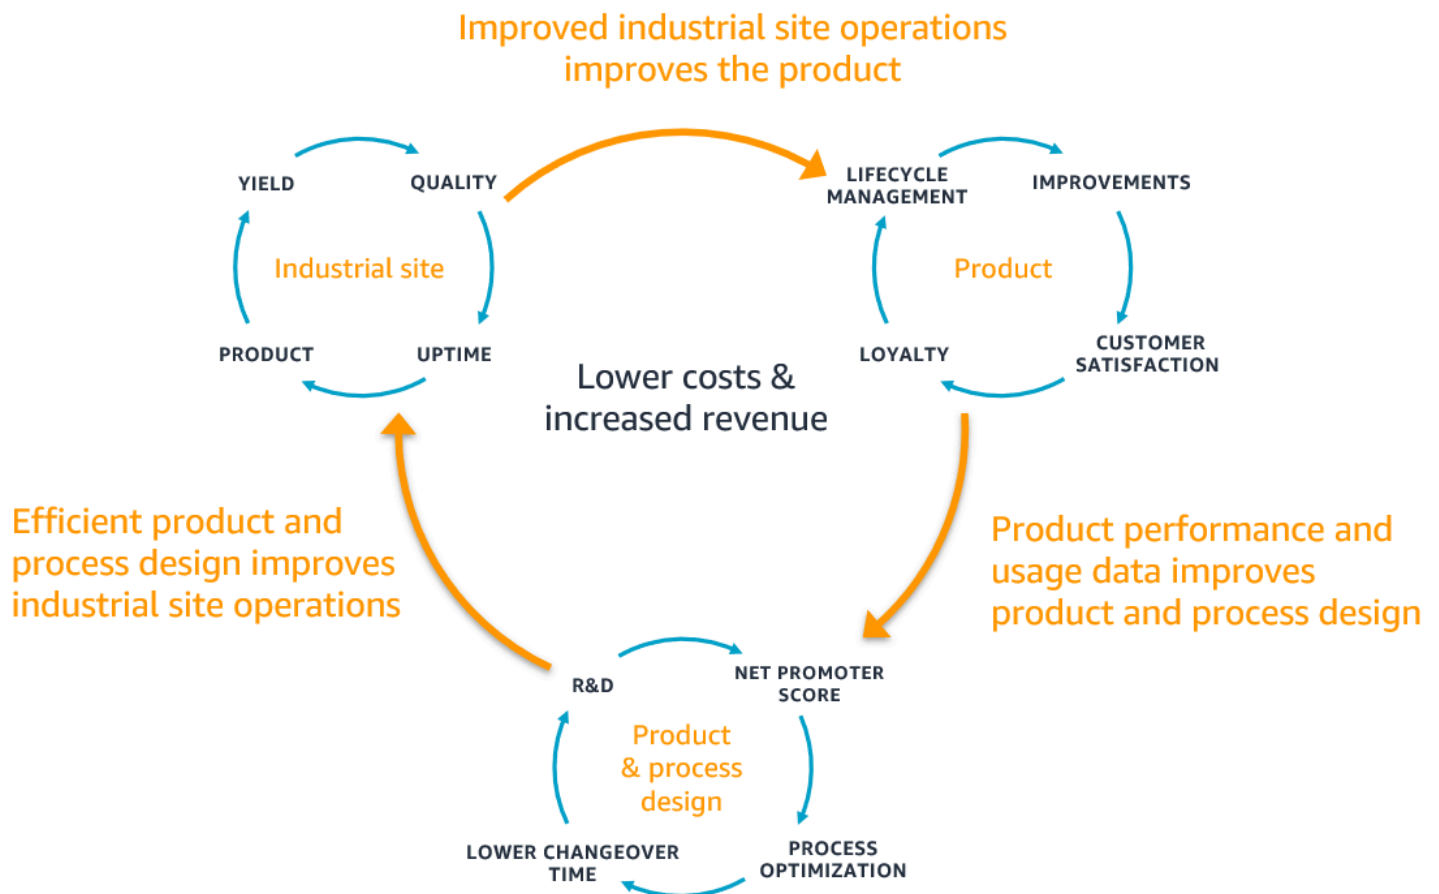 Improved industrial site operations
improves the product
YIELD
QUALITY
Industrial site
PRODUCT
UPTIME
LIFECYCLE
MANAGEMENT
IMPROVEMENTS
Product
LOYALTY
CUSTOMER
SATISFACTION
Lower costs &
increased revenue
Efficient product and
process design improves
industrial site operations
Product performance and
usage data improves
product and process design
R&D
NET PROMOTER
SCORE
Product
& process
design
LOWER CHANGEOVER
TIME
PROCESS
OPTIMIZATION